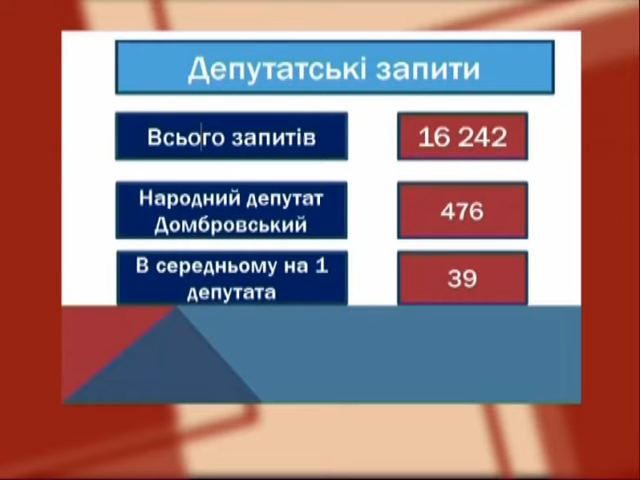 Депутатські запити
Всього запитів
16 242
Народний депутат
Домбровський
476
В середньому на 1
депутата
39